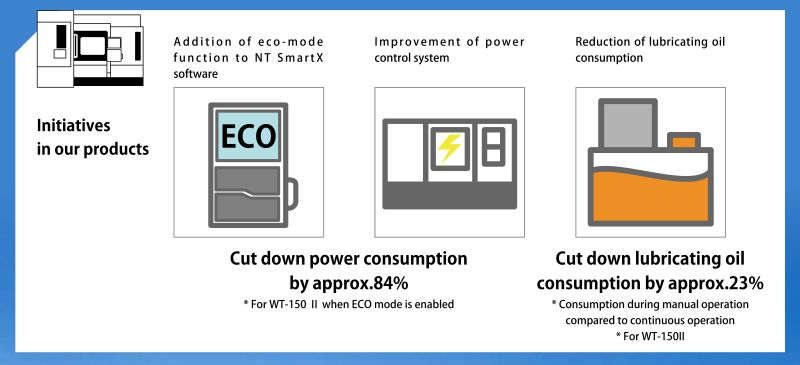 Addition of eco-mode
function to NT SmartX
software
Improvement of power
control system
Reduction of lubricating oil
consumption
Initiatives
in our products
ECO
Cut down power consumption
by approx.84%
* For WT-150 II when ECO mode is enabled
Cut down lubricating oil
consumption by approx.23%
* Consumption during manual operation
compared to continuous operation
* For WT-150II